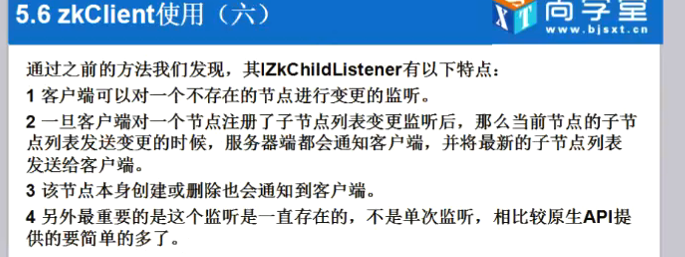 5.6 zkClient使用（六）
尚学堂
www.bjsxt.com
通过之前的方法我们发现，其IZkChildListener有以下特点：
1 客户端可以对一个不存在的节点进行变更的监听。
2 一旦客户端对一个节点注册了子节点列表变更监听后，那么当前节点的子节
点列表发送变更的时候，服务器端都会通知客户端，并将最新的子节点列表
发送给客户端。
3 该节点本身创建或删除也会通知到客户端。
4 另外最重要的是这个监听是一直存在的，不是单次监听，相比较原生API提
供的要简单的多了。